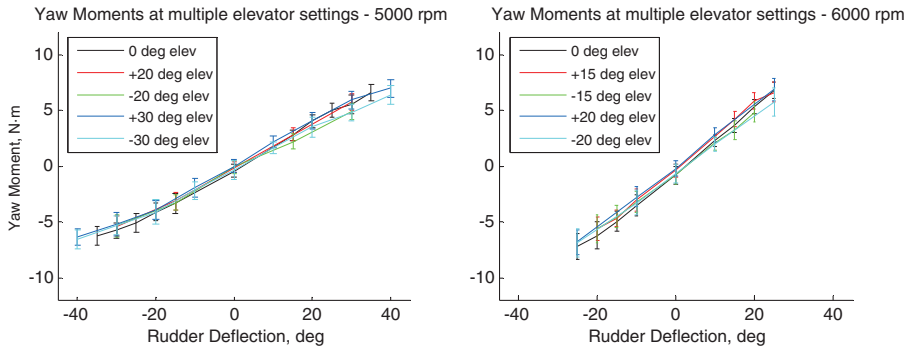 Yaw Moments at multiple elevator settings - 5000 rpm
10
5
0
-5
-10
Yaw Moment, N·m
0 deg elev
+20 deg elev
-20 deg elev
+30 deg elev
-30 deg elev
-40
-20
0
20
40
Rudder Deflection, deg
Yaw Moments at multiple elevator settings - 6000 rpm
10
5
0
-5
-10
0 deg elev
+15 deg elev
-15 deg elev
+20 deg elev
-20 deg elev
-40
-20
0
20
40
Rudder Deflection, deg